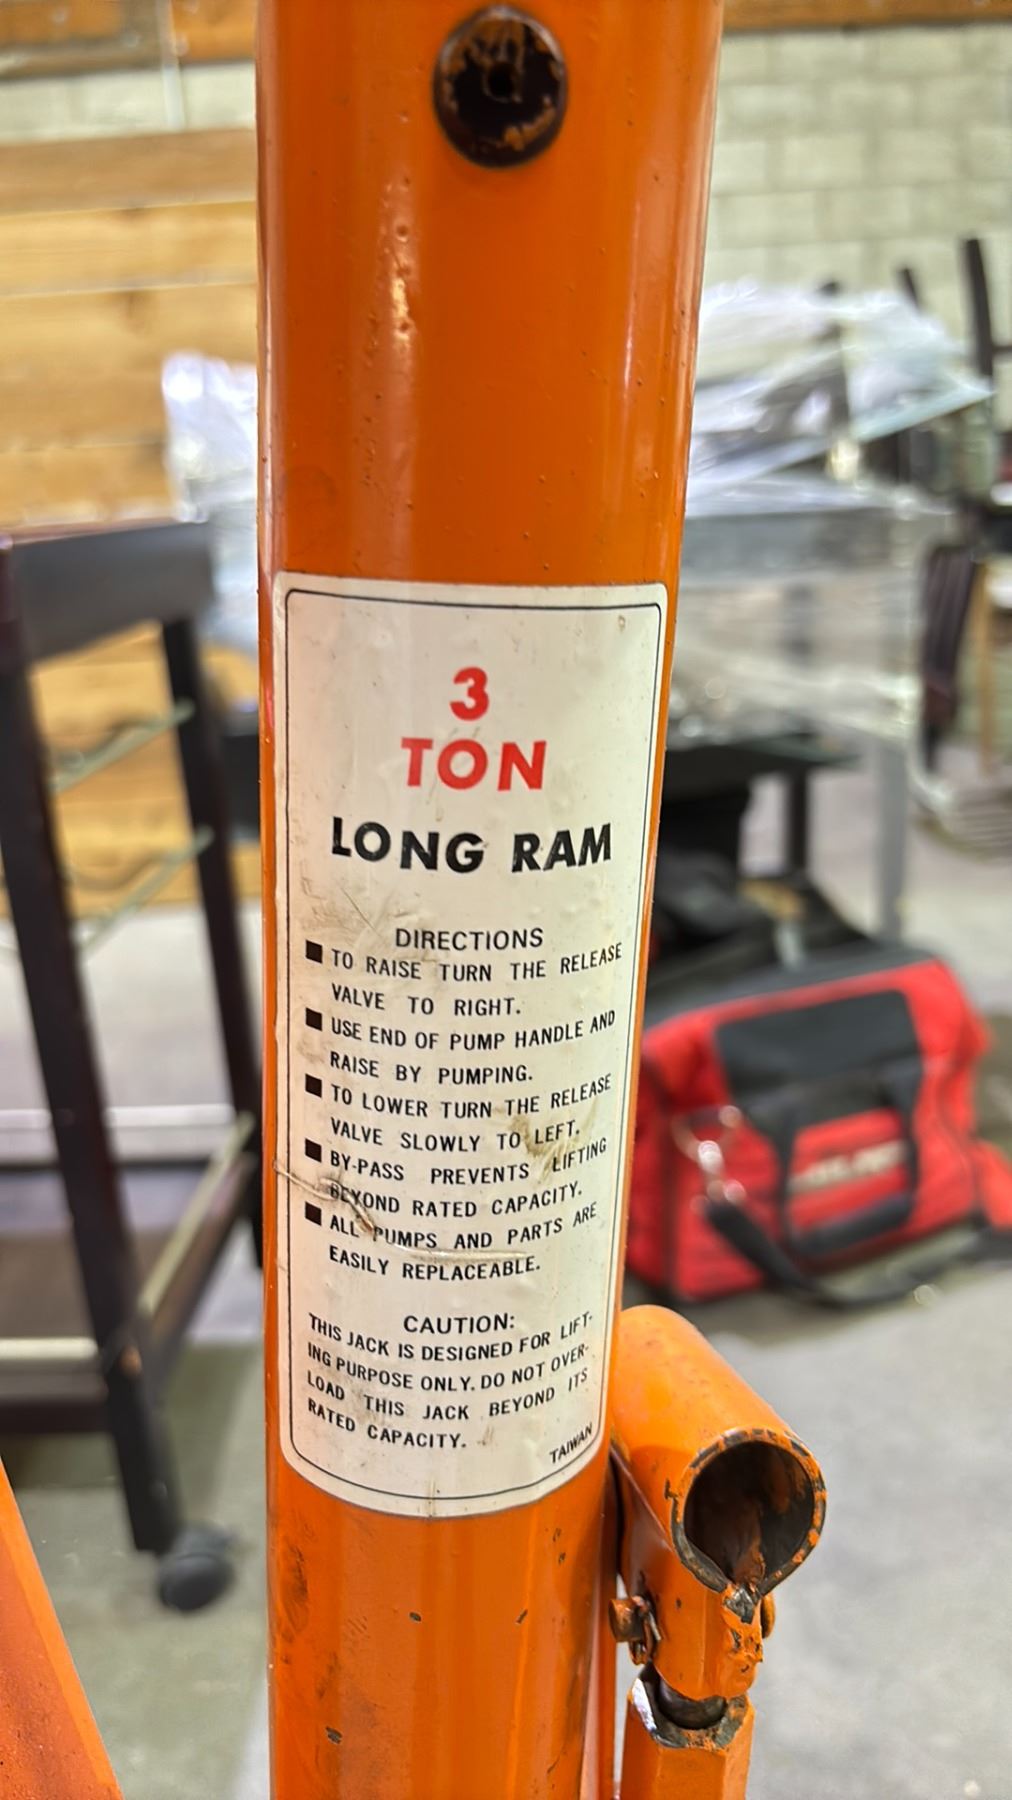 3
TON
LONG RAM
DIRECTIONS
■ TO RAISE TURN THE RELEASE
VALVE TO RIGHT.
■ USE END OF PUMP HANDLE AND
RAISE BY PUMPING.
■ TO LOWER TURN THE RELEASE
VALVE SLOWLY TO LEFT.
■ BY-PASS PREVENTS LIFTING
BEYOND RATED CAPACITY.
■ ALL PUMPS AND PARTS ARE
EASILY REPLACEABLE.
CAUTION:
THIS JACK IS DESIGNED FOR LIFT-
ING PURPOSE ONLY. DO NOT OVER-
LOAD THIS JACK BEYOND ITS
RATED CAPACITY.
TAIWAN